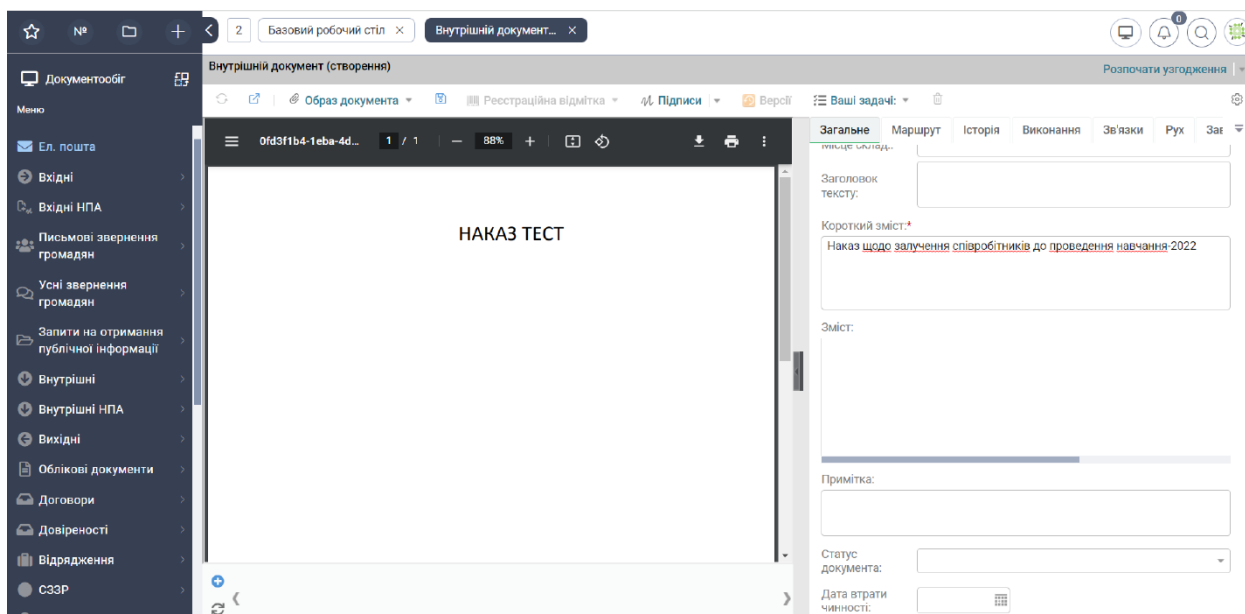 №
2
Базовий робочий стіл
Внутрішній документ...
0
Документообіг
Внутрішній документ (створення)
Розпочати узгодження
Меню
Образ документа
Реєстраційна відмітка
Підписи
Версії
Ваші задачі:
Ел. пошта
Вхідні
Вхідні НПА
Письмові звернення
громадян
Усні звернення
громадян
Запити на отримання
публічної інформації
Внутрішні
Внутрішні НПА
Вихідні
Облікові документи
Договори
Довіреності
Відрядження
СЗЗР
0fd3f1b4-1eba-4d...
1 / 1
88%
НАКАЗ ТЕСТ
Загальне
Маршрут
Історія
Виконання
Зв'язки
Рух
Заг
Місце склад.:
Заголовок
тексту:
Короткий зміст:*
Наказ щодо залучення співробітників до проведення навчання-2022
Зміст:
Примітка:
Статус
документа:
Дата втрати
чинності: